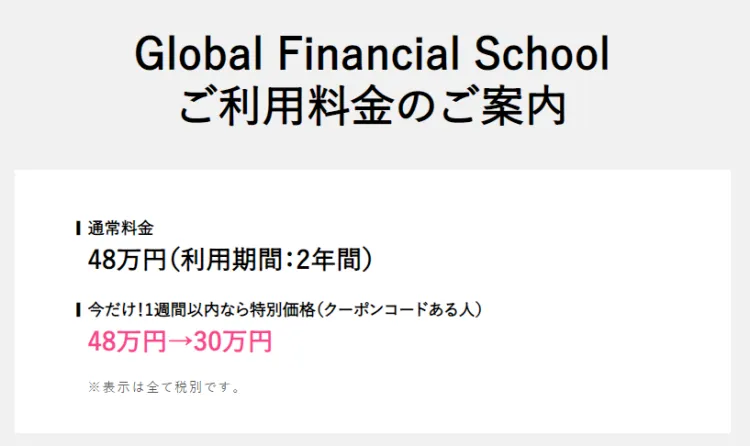 Global Financial School
ご利用料金のご案内
通常料金
48万円（利用期間：2年間）
今だけ！1週間以内なら特別価格（クーポンコードある人）
48万円→30万円
※表示は全て税別です。